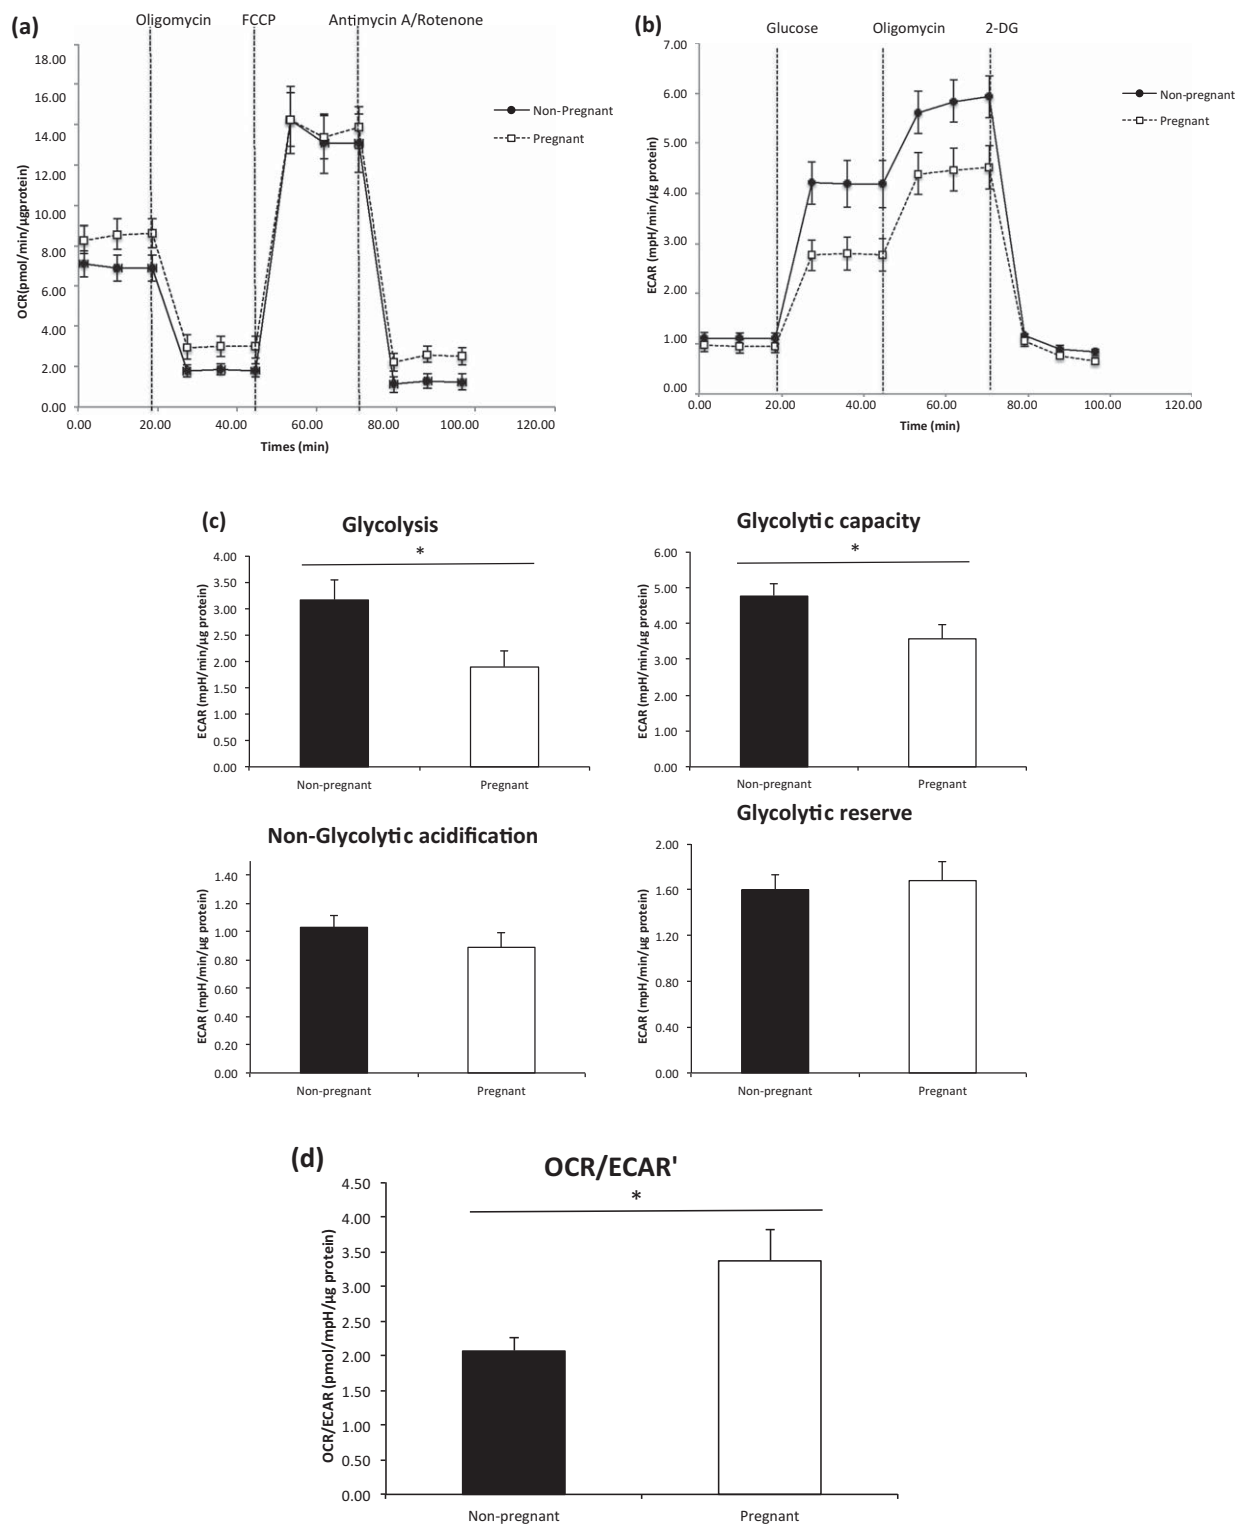 (a)
Oligomycin FCCP Antimycin A/Rotenone
18.00
16.00
14.00
12.00
10.00
8.00
6.00
4.00
2.00
0.00
OCR(pmol/min/µgprotein)
0.00 20.00 40.00 60.00 80.00 100.00 120.00
Times (min)
Non-Pregnant
Pregnant
(b)
Glucose Oligomycin 2-DG
7.00
6.00
5.00
4.00
3.00
2.00
1.00
0.00
ECAR (mpH/min/µg protein)
0.00 20.00 40.00 60.00 80.00 100.00 120.00
Time (min)
Non-pregnant
Pregnant
(c)
Glycolysis
*
4.00
3.50
3.00
2.50
2.00
1.50
1.00
0.50
0.00
ECAR (mpH/min/µg protein)
Non-pregnant Pregnant
Glycolytic capacity
*
6.00
5.00
4.00
3.00
2.00
1.00
0.00
ECAR (mpH/min/µg protein)
Non-pregnant Pregnant
Non-Glycolytic acidification
1.40
1.20
1.00
0.80
0.60
0.40
0.20
0.00
ECAR (mpH/min/µg protein)
Non-pregnant Pregnant
Glycolytic reserve
2.00
1.60
1.20
0.80
0.40
0.00
ECAR (mpH/min/µg protein)
Non-pregnant Pregnant
(d)
OCR/ECAR'
*
4.50
4.00
3.50
3.00
2.50
2.00
1.50
1.00
0.50
0.00
OCR/ECAR (pmol/mpH/µg protein)
Non-pregnant Pregnant